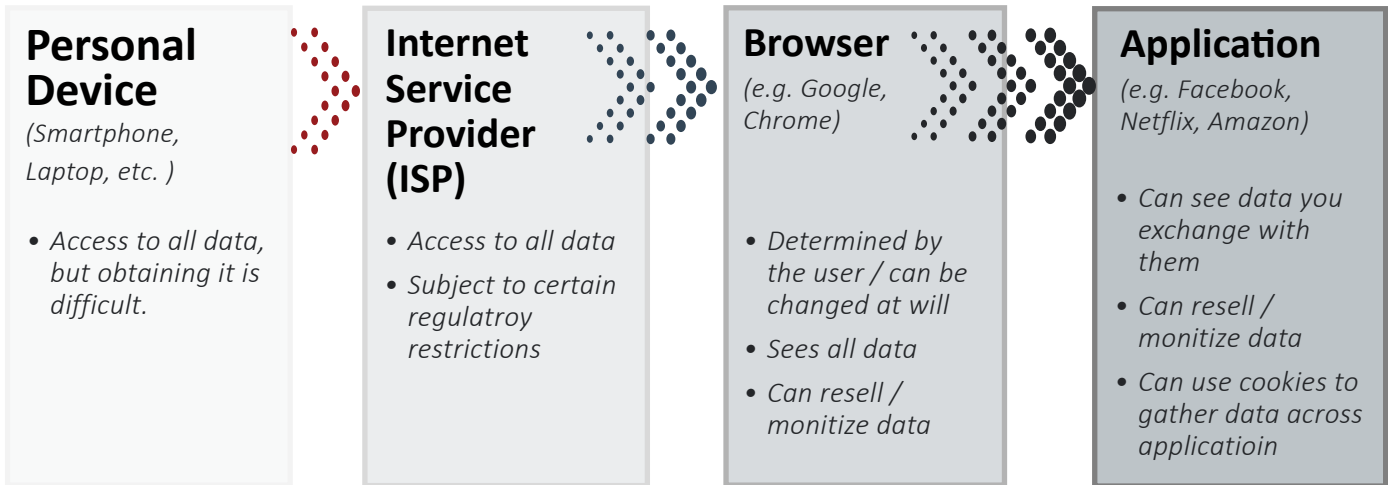 Personal
Device
(Smartphone,
Laptop, etc. )
• Access to all data,
but obtaining it is
difficult.
Internet
Service
Provider
(ISP)
• Access to all data
• Subject to certain
regulatroy
restrictions
Browser
(e.g. Google,
Chrome)
• Determined by
the user / can be
changed at will
• Sees all data
• Can resell /
monitize data
Application
(e.g. Facebook,
Netflix, Amazon)
• Can see data you
exchange with
them
• Can resell /
monitize data
• Can use cookies to
gather data across
applicatioin